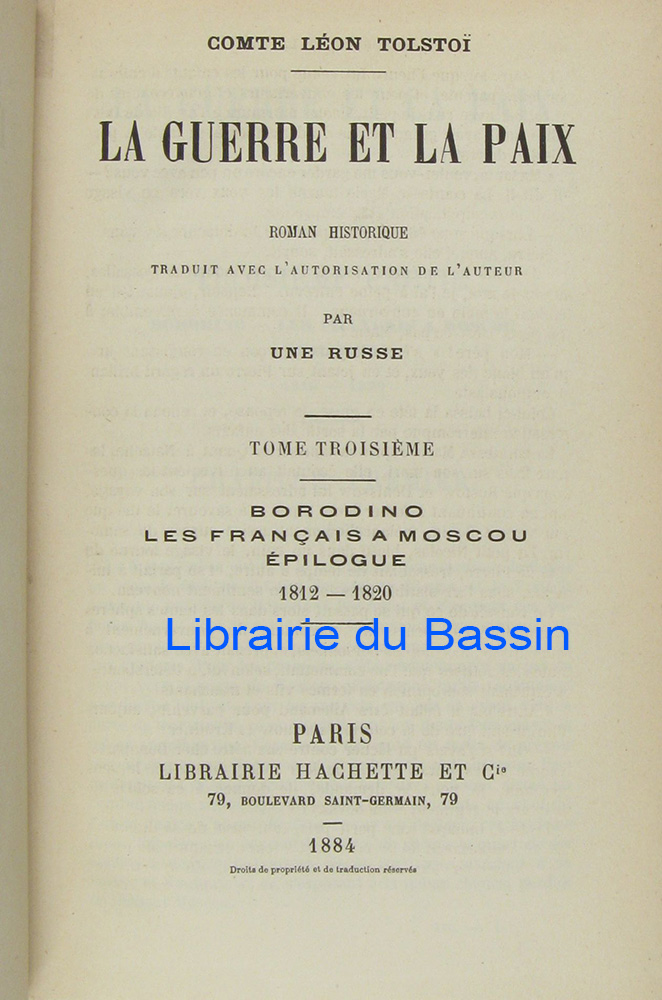 COMTE LÉON TOLSTOÏ
LA GUERRE ET LA PAIX
ROMAN HISTORIQUE
TRADUIT AVEC L'AUTORISATION DE L'AUTEUR
PAR
UNE RUSSE
TOME TROISIÈME
BORODINO
LES FRANÇAIS A MOSCOU
ÉPILOGUE
1812 — 1820
Librairie du Bassin
PARIS
LIBRAIRIE HACHETTE ET Cie
79, BOULEVARD SAINT-GERMAIN, 79
1884
Droits de propriété et de traduction réservés